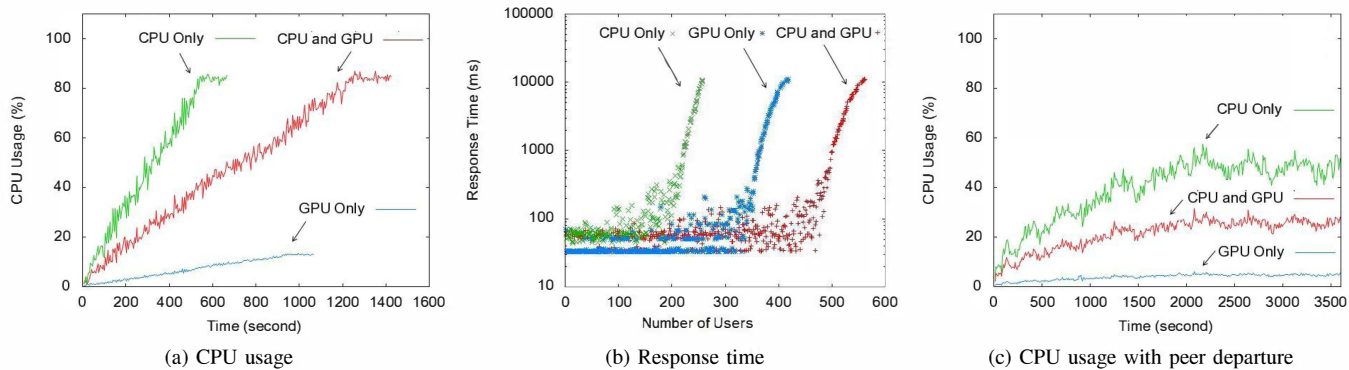 100
80
60
40
20
0
CPU Usage (%)
CPU Only
CPU and GPU
GPU Only
0 200 400 600 800 1000 1200 1400 1600
Time (second)
(a) CPU usage
100000
10000
1000
100
10
Response Time (ms)
CPU Only GPU Only CPU and GPU
0 100 200 300 400 500 600
Number of Users
(b) Response time
100
80
60
40
20
0
CPU Usage (%)
CPU Only
CPU and GPU
GPU Only
0 500 1000 1500 2000 2500 3000 3500
Time (second)
(c) CPU usage with peer departure